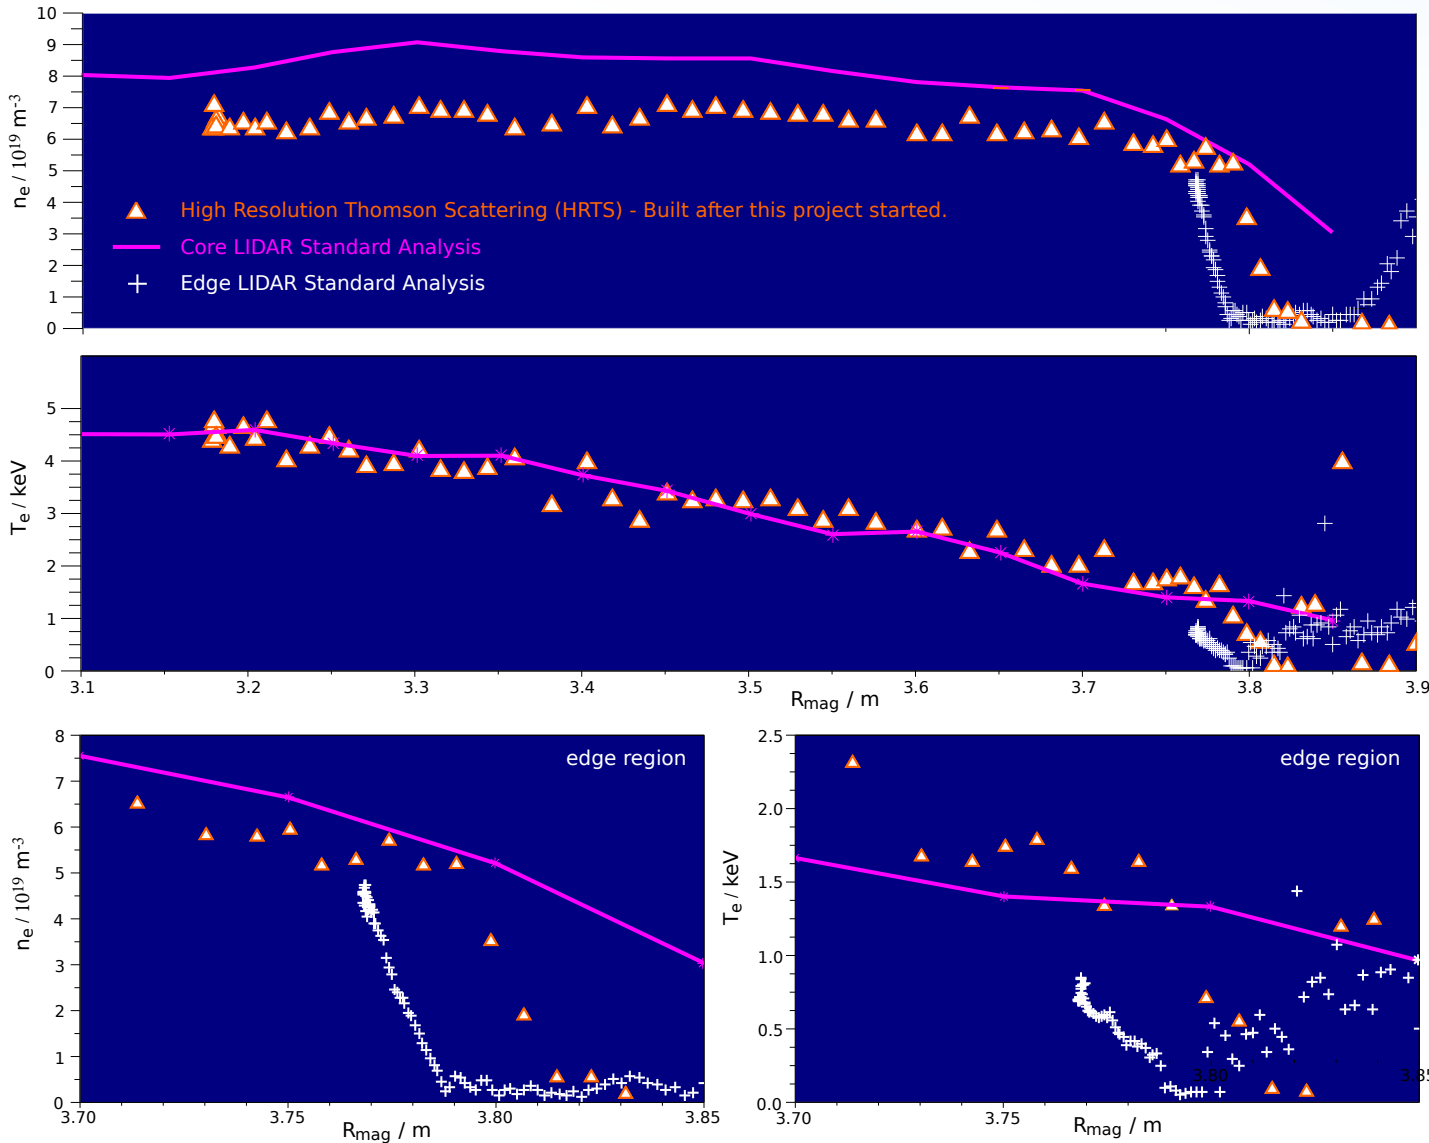 10
9
8
7
6
5
4
3
2
1
0
n_e / 10^19 m^-3
High Resolution Thomson Scattering (HRTS) - Built after this project started.
Core LIDAR Standard Analysis
Edge LIDAR Standard Analysis
5
4
3
2
1
0
T_e / keV
3.1 3.2 3.3 3.4 3.5 3.6 3.7 3.8 3.9
R_mag / m
8
7
6
5
4
3
2
1
0
n_e / 10^19 m^-3
edge region
3.70 3.75 3.80 3.85
R_mag / m
2.5
2.0
1.5
1.0
0.5
0.0
T_e / keV
edge region
3.80 3.85
3.70 3.75
R_mag / m